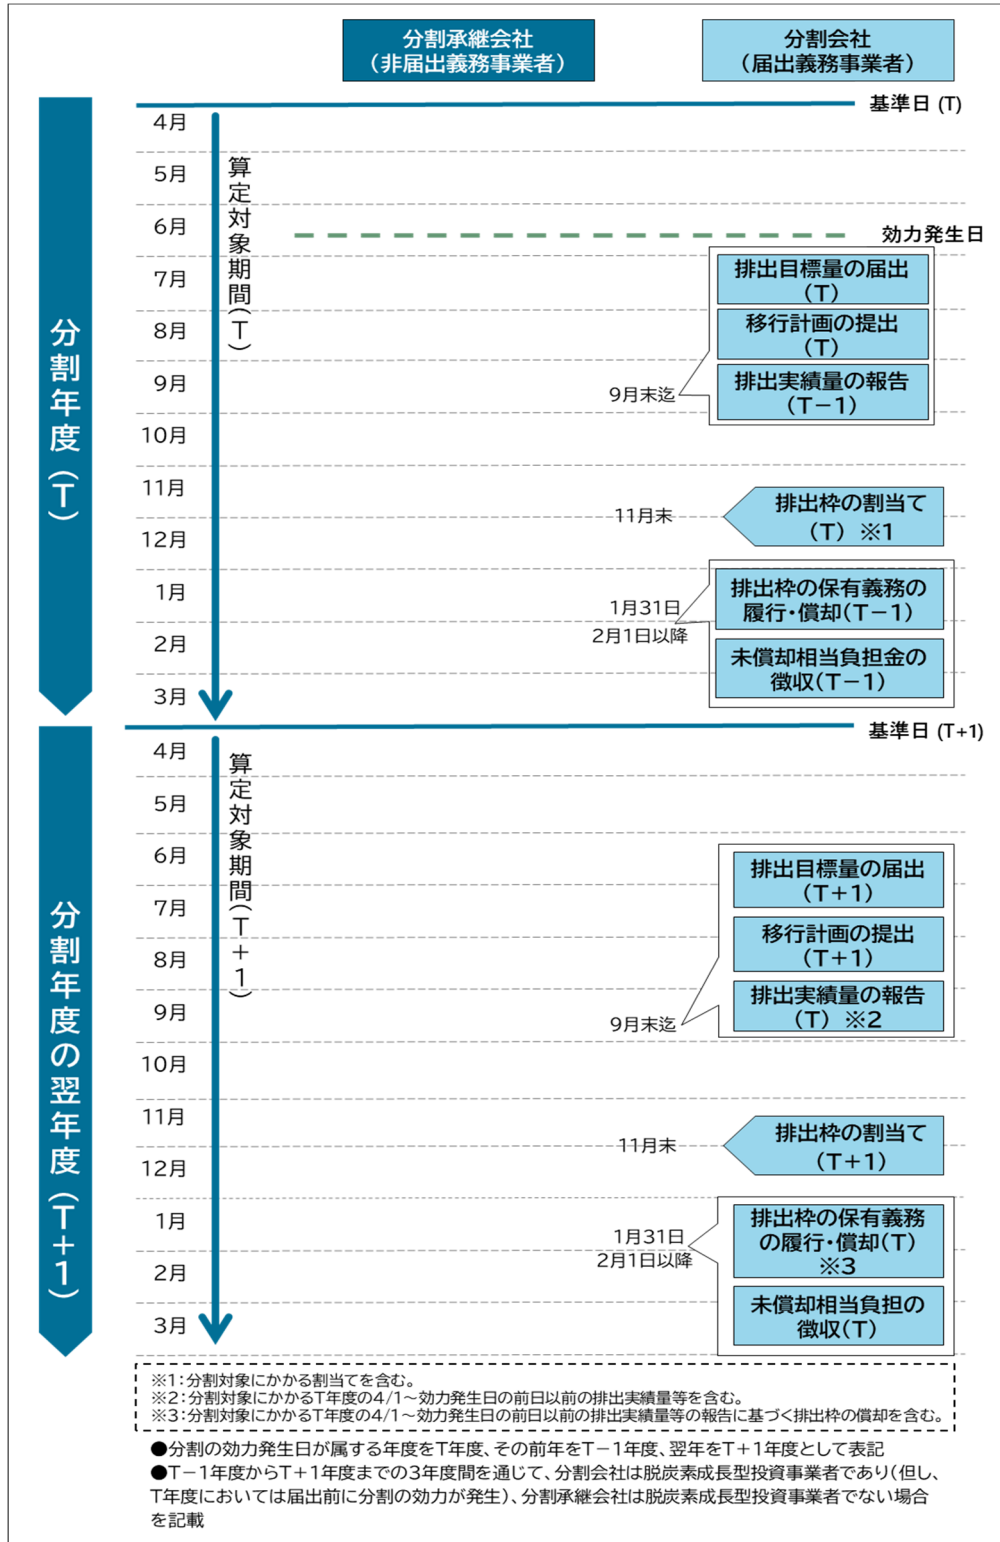 分割承継会社
（非届出義務事業者）
分割会社
（届出義務事業者）
基準日 (T)
分割年度（T）
算定対象期間（T）
4月
5月
6月
効力発生日
7月
排出目標量の届出
（T）
8月
移行計画の提出
（T）
9月
9月末迄
排出実績量の報告
（T－1）
10月
11月
11月末
排出枠の割当て
（T） ※1
12月
1月
1月31日
2月1日以降
排出枠の保有義務の
履行・償却（T－1）
2月
未償却相当負担金の
徴収（T－1）
3月
基準日 (T+1)
分割年度の翌年度（T＋1）
算定対象期間（T＋1）
4月
5月
6月
排出目標量の届出
（T＋1）
7月
移行計画の提出
（T＋1）
8月
9月
9月末迄
排出実績量の報告
（T） ※2
10月
11月
11月末
排出枠の割当て
（T＋1）
12月
1月
1月31日
2月1日以降
排出枠の保有義務
の履行・償却（T）
※3
2月
未償却相当負担の
徴収（T）
3月
※1：分割対象にかかる割当てを含む。
※2：分割対象にかかるT年度の4/1～効力発生日の前日以前の排出実績量等を含む。
※3：分割対象にかかるT年度の4/1～効力発生日の前日以前の排出実績量等の報告に基づく排出枠の償却を含む。
●分割の効力発生日が属する年度をT年度、その前年をT－1年度、翌年をT＋1年度として表記
●T－1年度からT＋1年度までの3年度間を通じて、分割会社は脱炭素成長型投資事業者であり（但し、
T年度においては届出前に分割の効力が発生）、分割承継会社は脱炭素成長型投資事業者でない場合
を記載